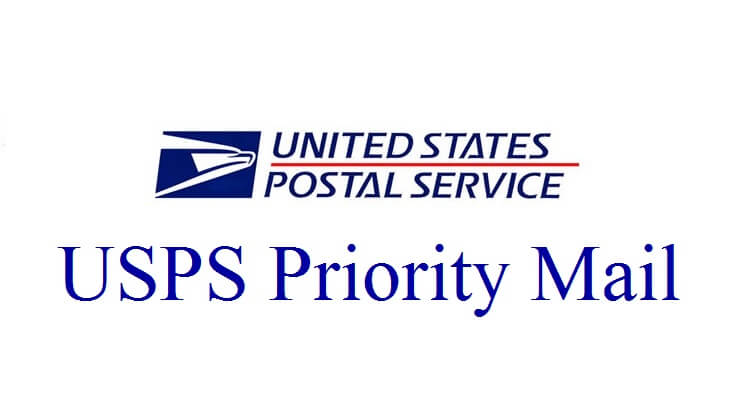 UNITED STATES
POSTAL SERVICE
USPS Priority Mail